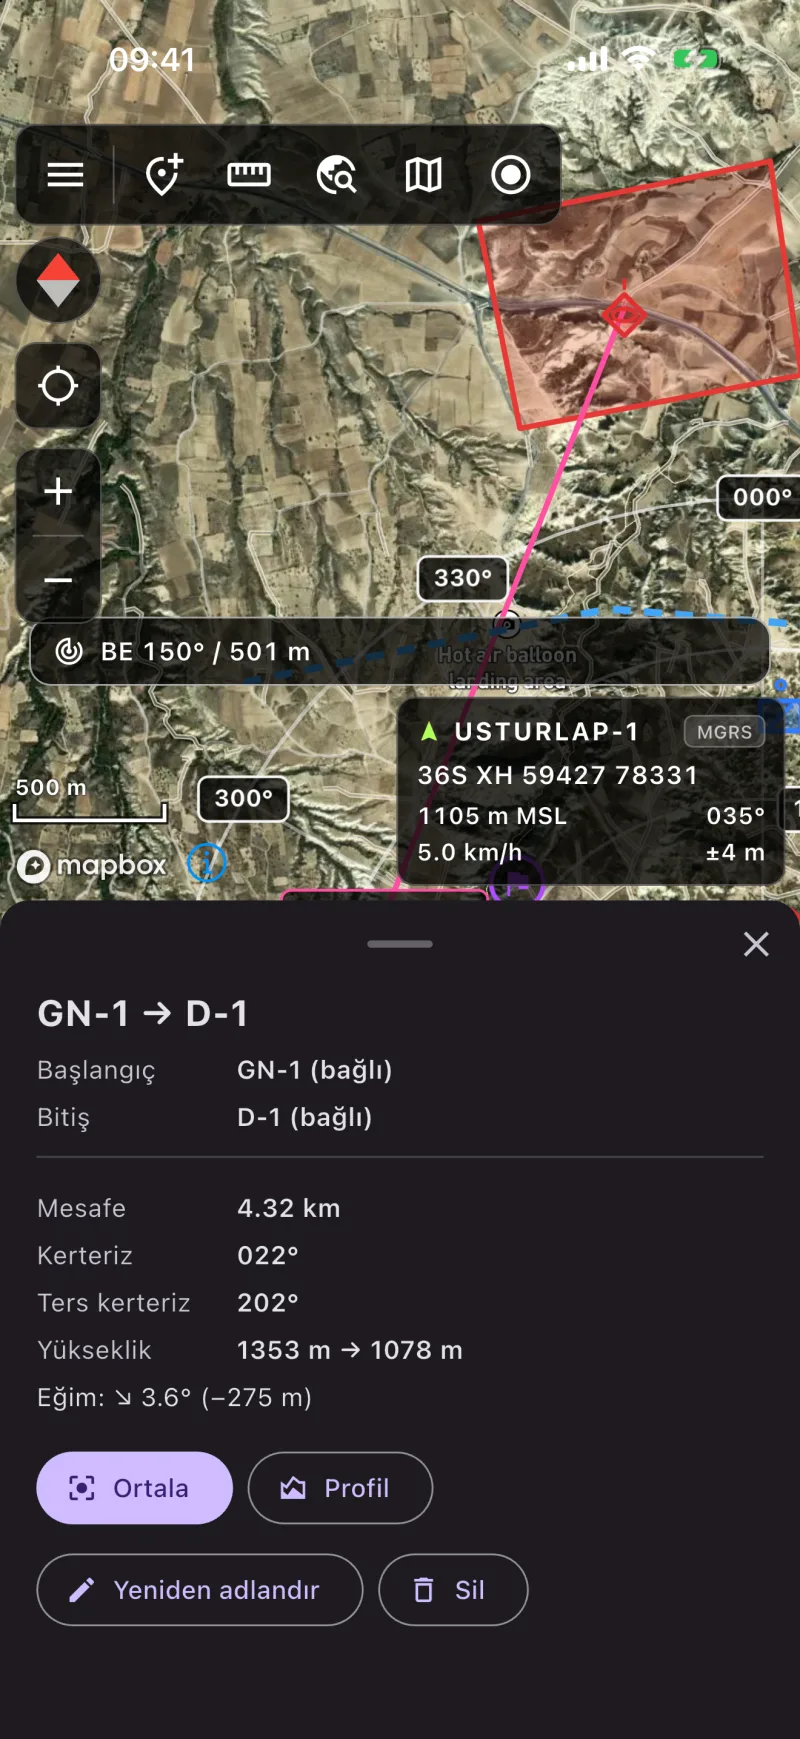 09:41
000°
330°
BE 150° / 501 m
Hot air balloon
landing area
USTURLAP-1 MGRS
36S XH 59427 78331
1105 m MSL 035°
5.0 km/h ±4 m
500 m
300°
mapbox
GN-1 → D-1
Başlangıç GN-1 (bağlı)
Bitiş D-1 (bağlı)
Mesafe 4.32 km
Kerteriz 022°
Ters kerteriz 202°
Yükseklik 1353 m → 1078 m
Eğim: ↘ 3.6° (−275 m)
Ortala
Profil
Yeniden adlandır
Sil